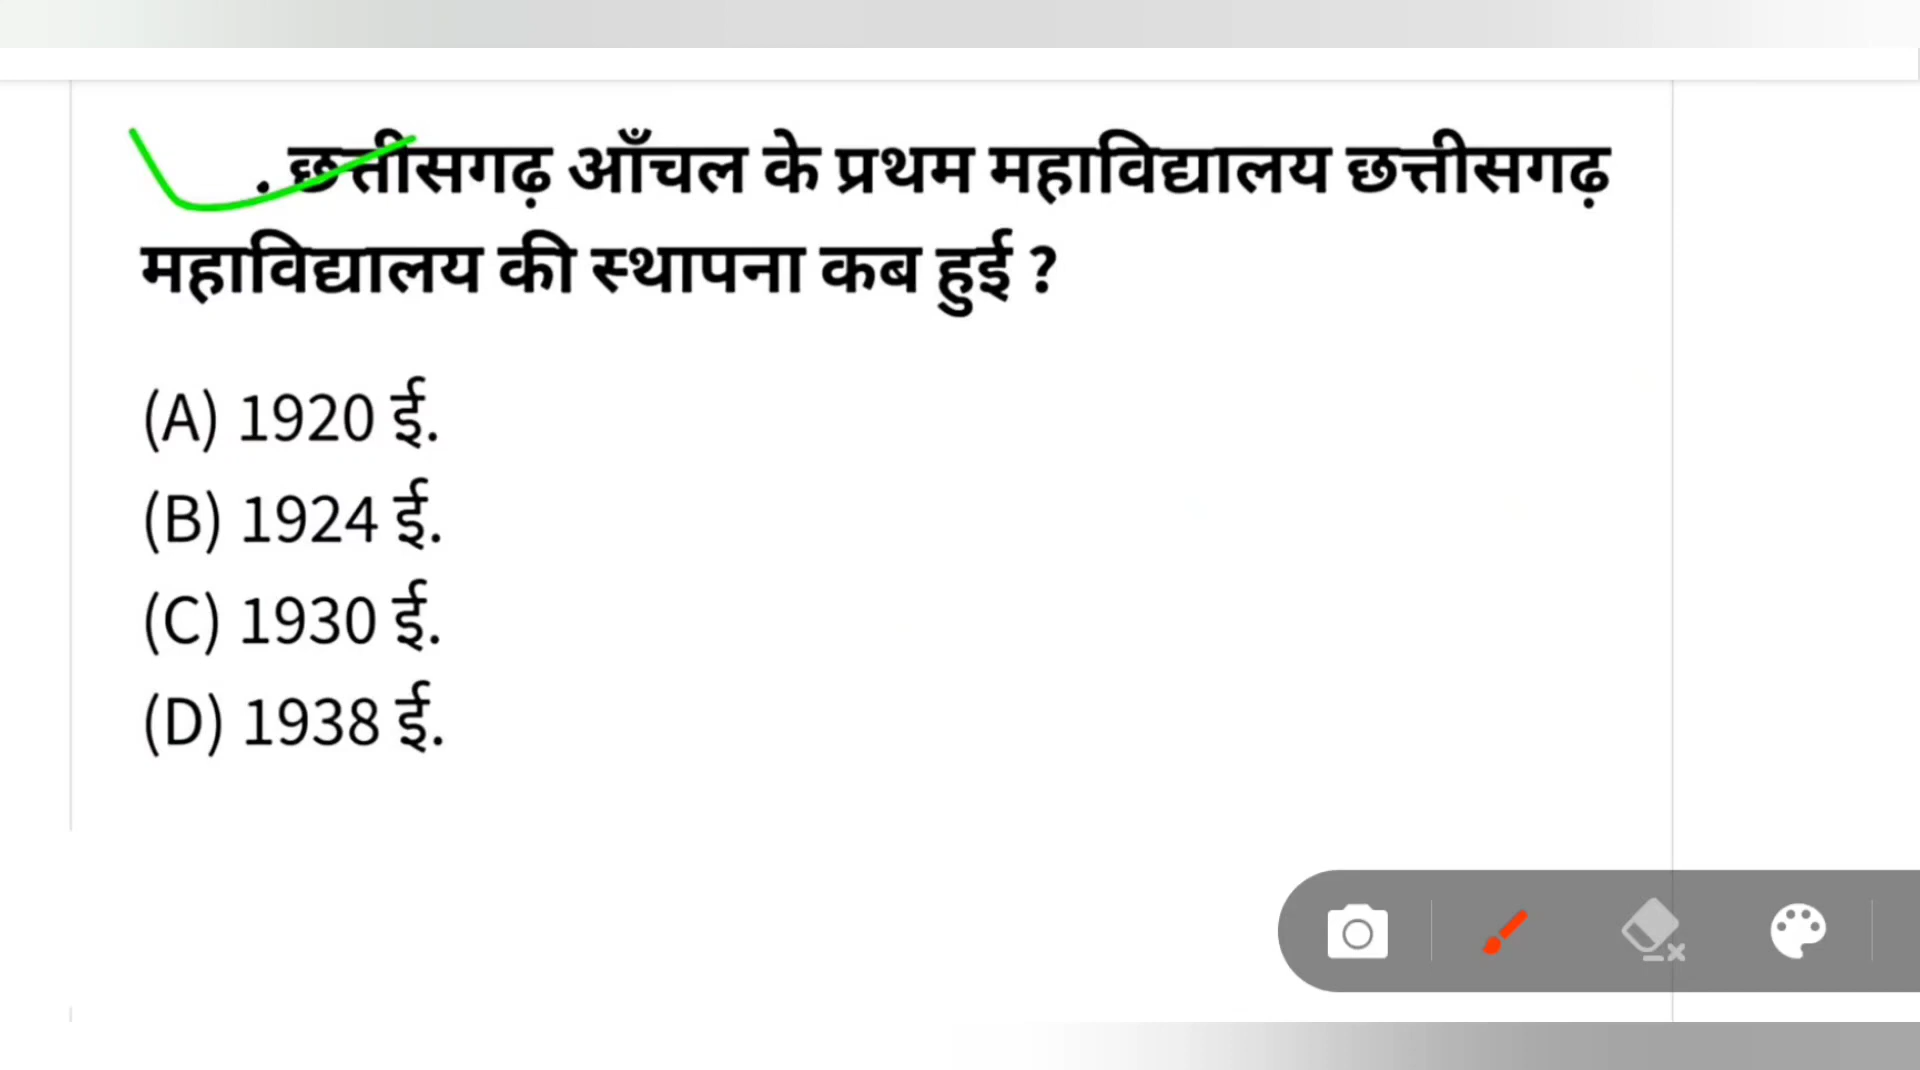 . छत्तीसगढ़ आँचल के प्रथम महाविद्यालय छत्तीसगढ़
महाविद्यालय की स्थापना कब हुई ?
(A) 1920 ई.
(B) 1924 ई.
(C) 1930 ई.
(D) 1938 ई.